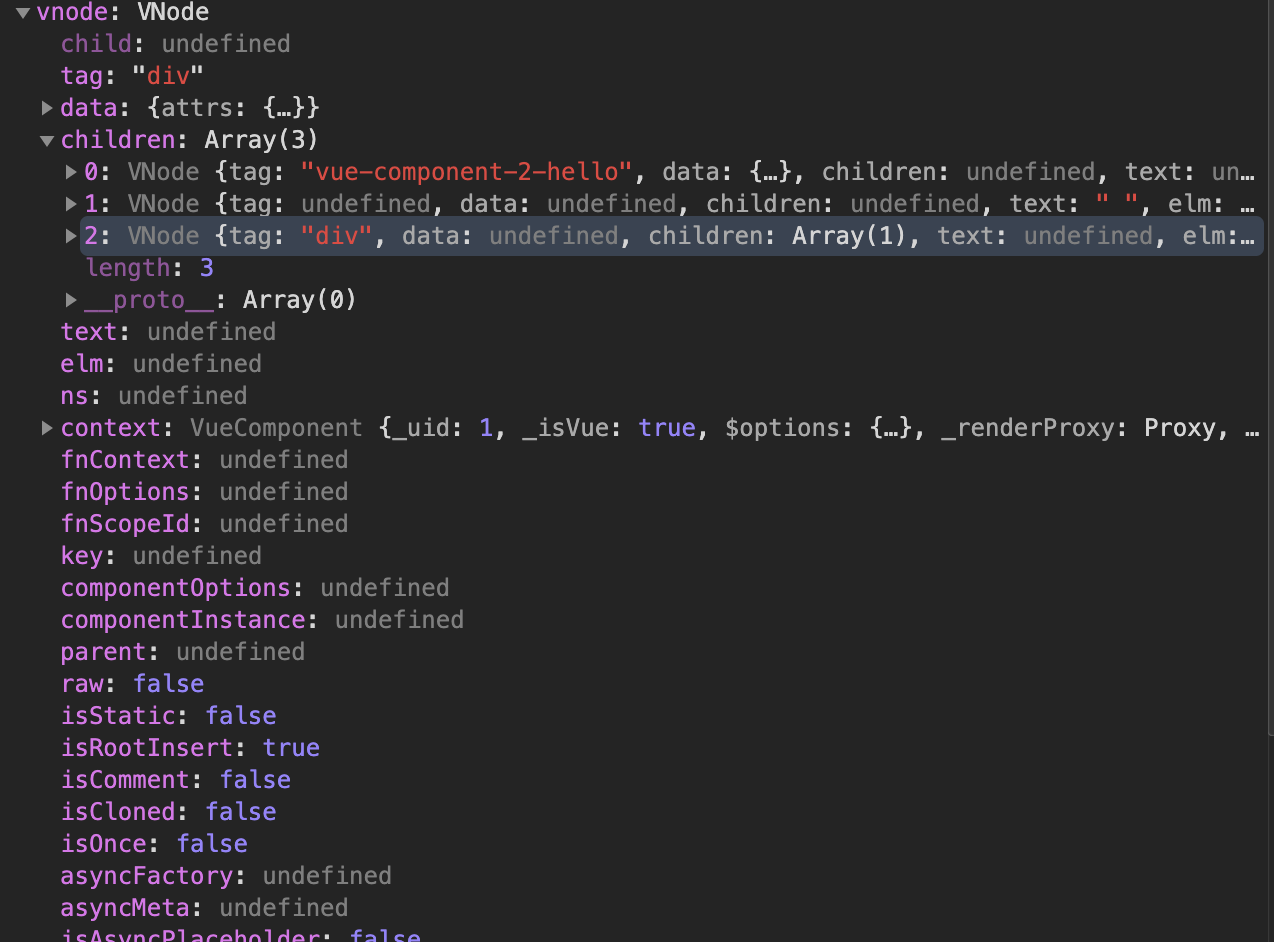 vnode: VNode
child: undefined
tag: "div"
data: {attrs: {…}}
children: Array(3)
0: VNode {tag: "vue-component-2-hello", data: {…}, children: undefined, text: un…
1: VNode {tag: undefined, data: undefined, children: undefined, text: " ", elm: …
2: VNode {tag: "div", data: undefined, children: Array(1), text: undefined, elm:…
length: 3
__proto__: Array(0)
text: undefined
elm: undefined
ns: undefined
context: VueComponent {_uid: 1, _isVue: true, $options: {…}, _renderProxy: Proxy, …
fnContext: undefined
fnOptions: undefined
fnScopeId: undefined
key: undefined
componentOptions: undefined
componentInstance: undefined
parent: undefined
raw: false
isStatic: false
isRootInsert: true
isComment: false
isCloned: false
isOnce: false
asyncFactory: undefined
asyncMeta: undefined
isAsyncPlaceholder: false